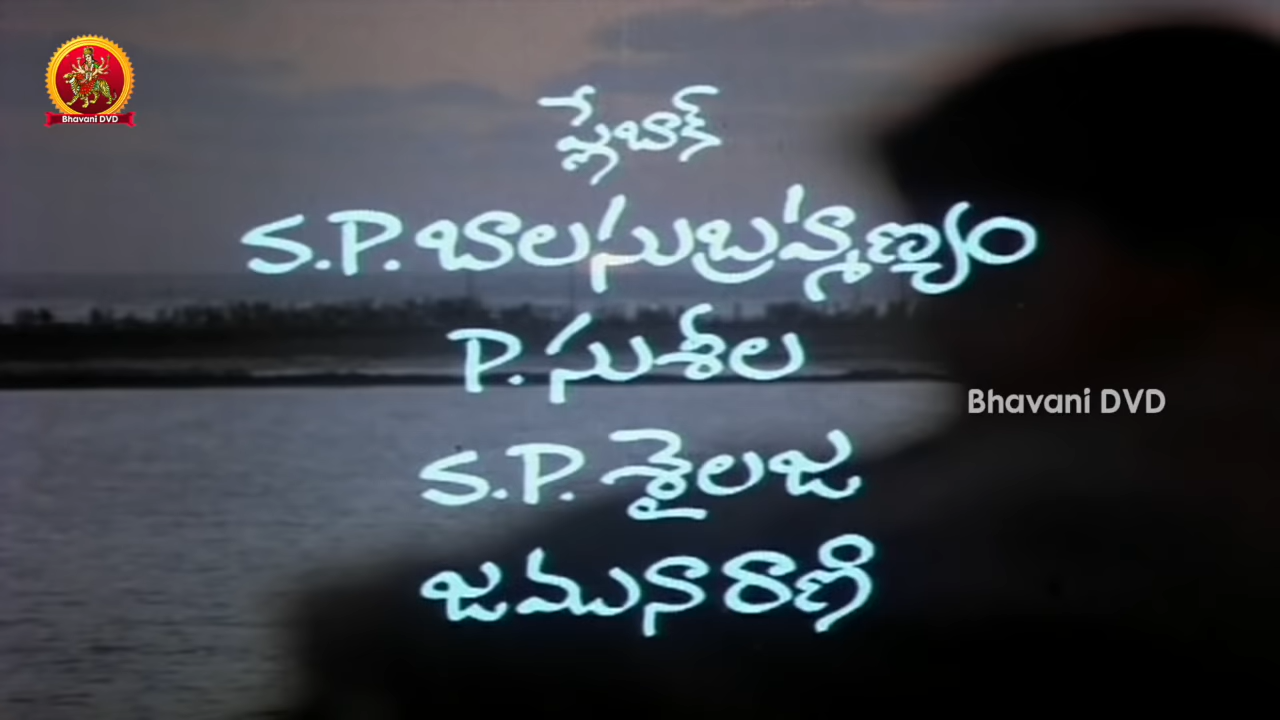 Bhavani DVD
ప్లేబాక్
S.P. బాలసుబ్రహ్మణ్యం
P. సుశీల
Bhavani DVD
S.P. శైలజ
జమునారాణి